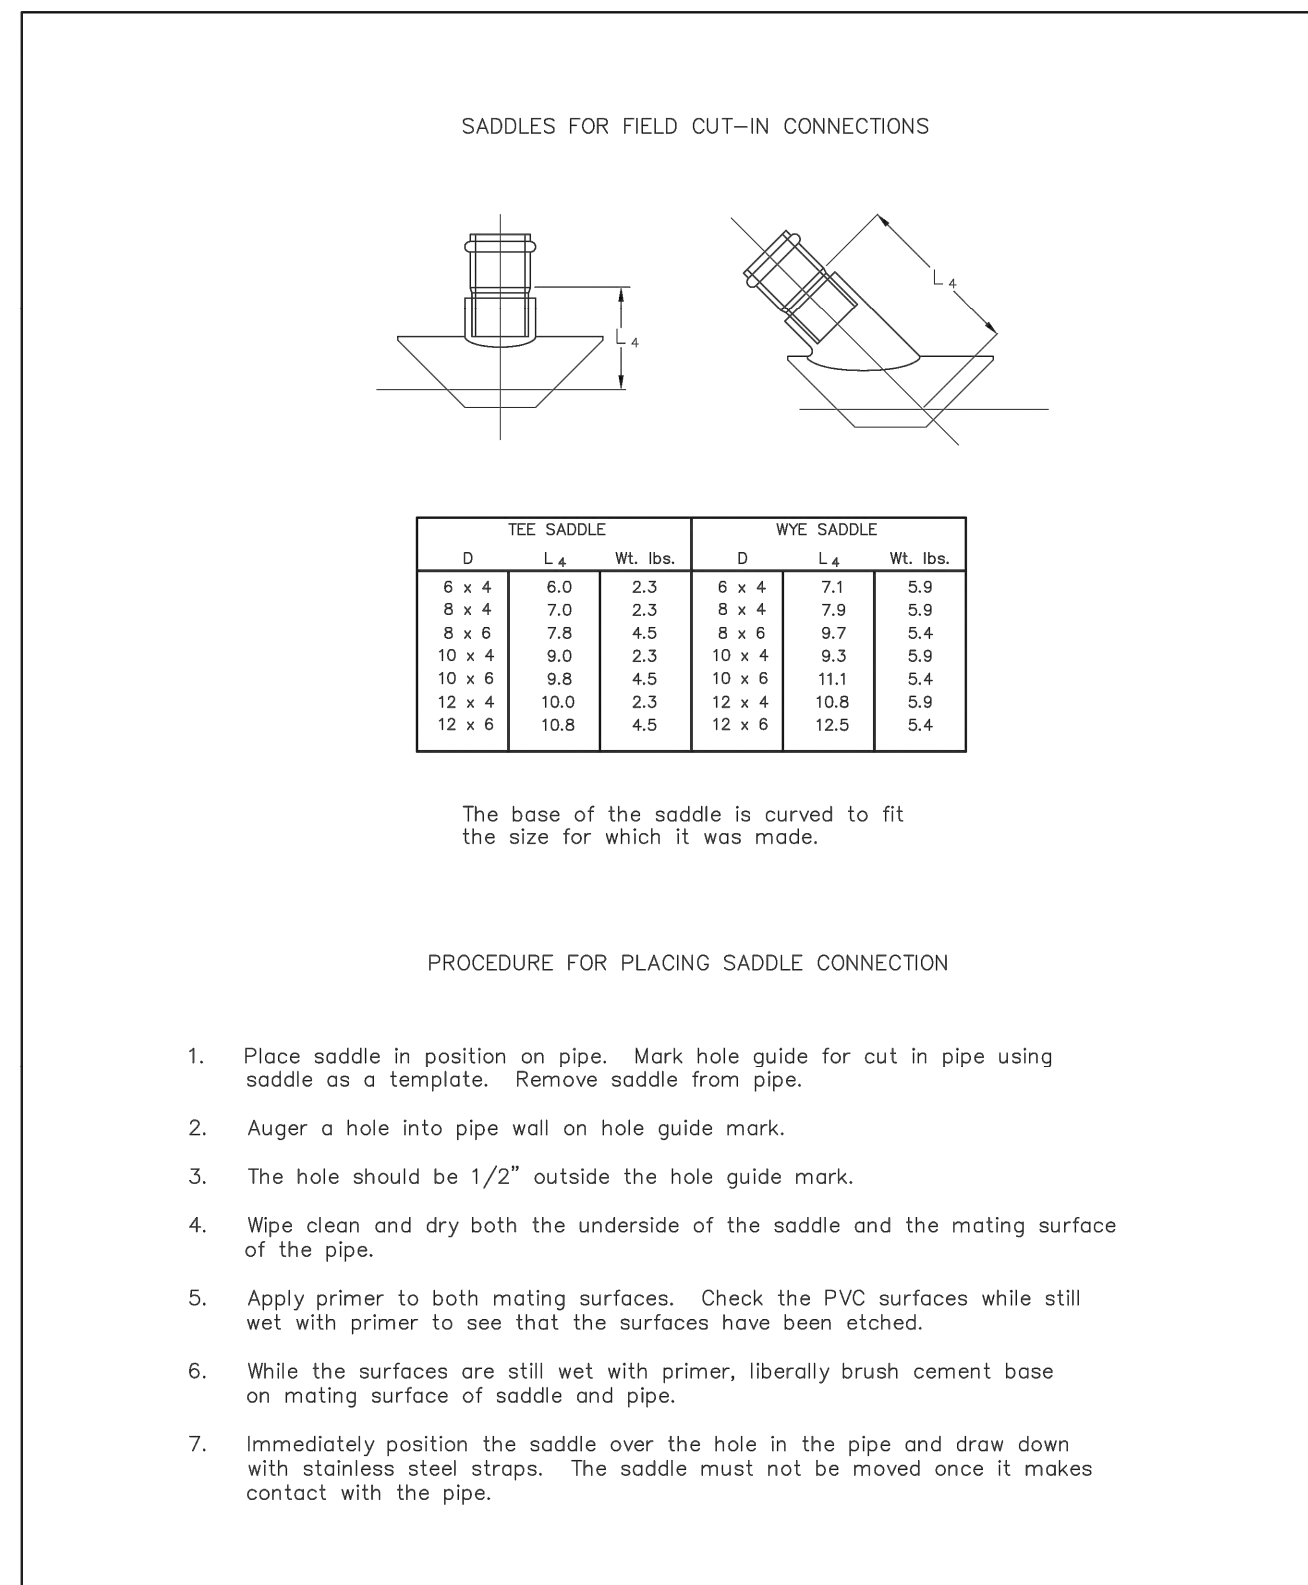 SADDLES FOR FIELD CUT-IN CONNECTIONS
L4
L4
TEE SADDLE WYE SADDLE
D L4 Wt. lbs. D L4 Wt. lbs.
6 x 4 6.0 2.3 6 x 4 7.1 5.9
8 x 4 7.0 2.3 8 x 4 7.9 5.9
8 x 6 7.8 4.5 8 x 6 9.7 5.4
10 x 4 9.0 2.3 10 x 4 9.3 5.9
10 x 6 9.8 4.5 10 x 6 11.1 5.4
12 x 4 10.0 2.3 12 x 4 10.8 5.9
12 x 6 10.8 4.5 12 x 6 12.5 5.4
The base of the saddle is curved to fit
the size for which it was made.
PROCEDURE FOR PLACING SADDLE CONNECTION
1. Place saddle in position on pipe. Mark hole guide for cut in pipe using
saddle as a template. Remove saddle from pipe.
2. Auger a hole into pipe wall on hole guide mark.
3. The hole should be 1/2" outside the hole guide mark.
4. Wipe clean and dry both the underside of the saddle and the mating surface
of the pipe.
5. Apply primer to both mating surfaces. Check the PVC surfaces while still
wet with primer to see that the surfaces have been etched.
6. While the surfaces are still wet with primer, liberally brush cement base
on mating surface of saddle and pipe.
7. Immediately position the saddle over the hole in the pipe and draw down
with stainless steel straps. The saddle must not be moved once it makes
contact with the pipe.